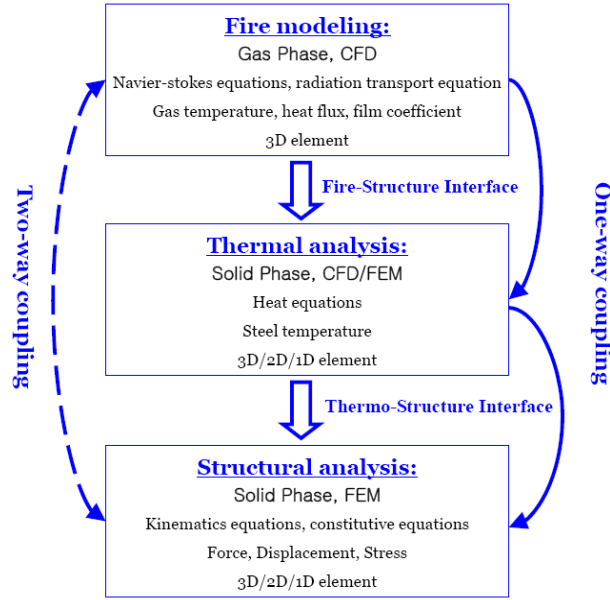 Fire modeling:
Gas Phase, CFD
Navier-stokes equations, radiation transport equation
Gas temperature, heat flux, film coefficient
3D element
Fire-Structure Interface
Thermal analysis:
Solid Phase, CFD/FEM
Heat equations
Steel temperature
3D/2D/1D element
Thermo-Structure Interface
Structural analysis:
Solid Phase, FEM
Kinematics equations, constitutive equations
Force, Displacement, Stress
3D/2D/1D element
Two-way coupling
One-way coupling